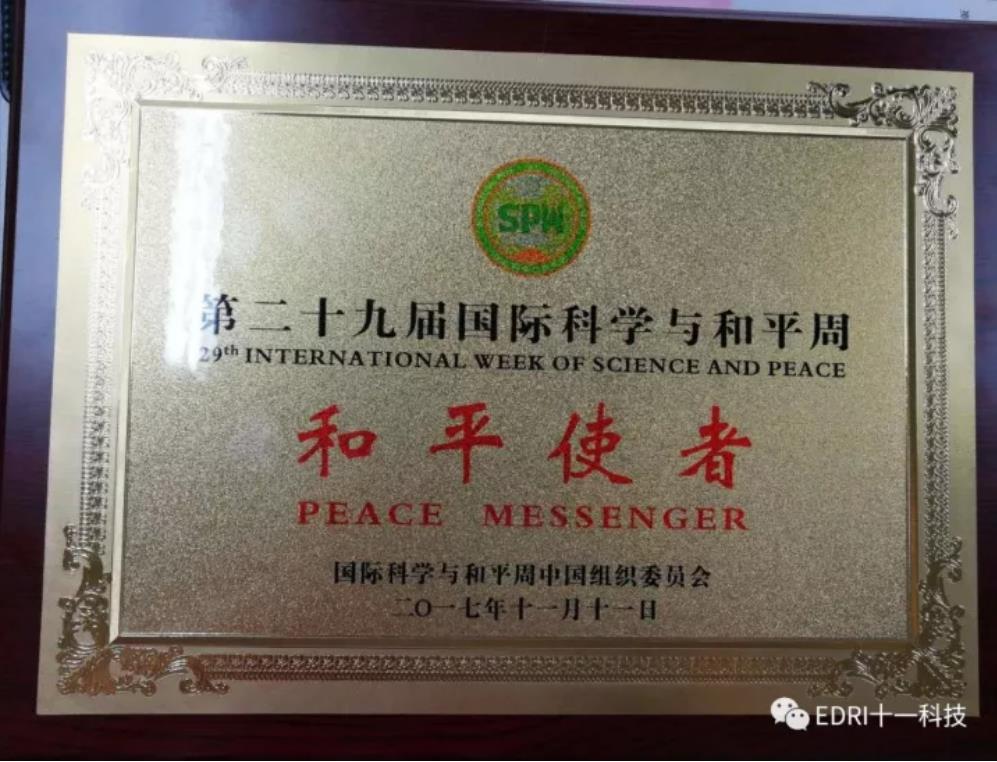 SPW
第二十九届国际科学与和平周
29th INTERNATIONAL WEEK OF SCIENCE AND PEACE
和平使者
PEACE MESSENGER
国际科学与和平周中国组织委员会
二〇一七年十一月十一日
EDRI十一科技